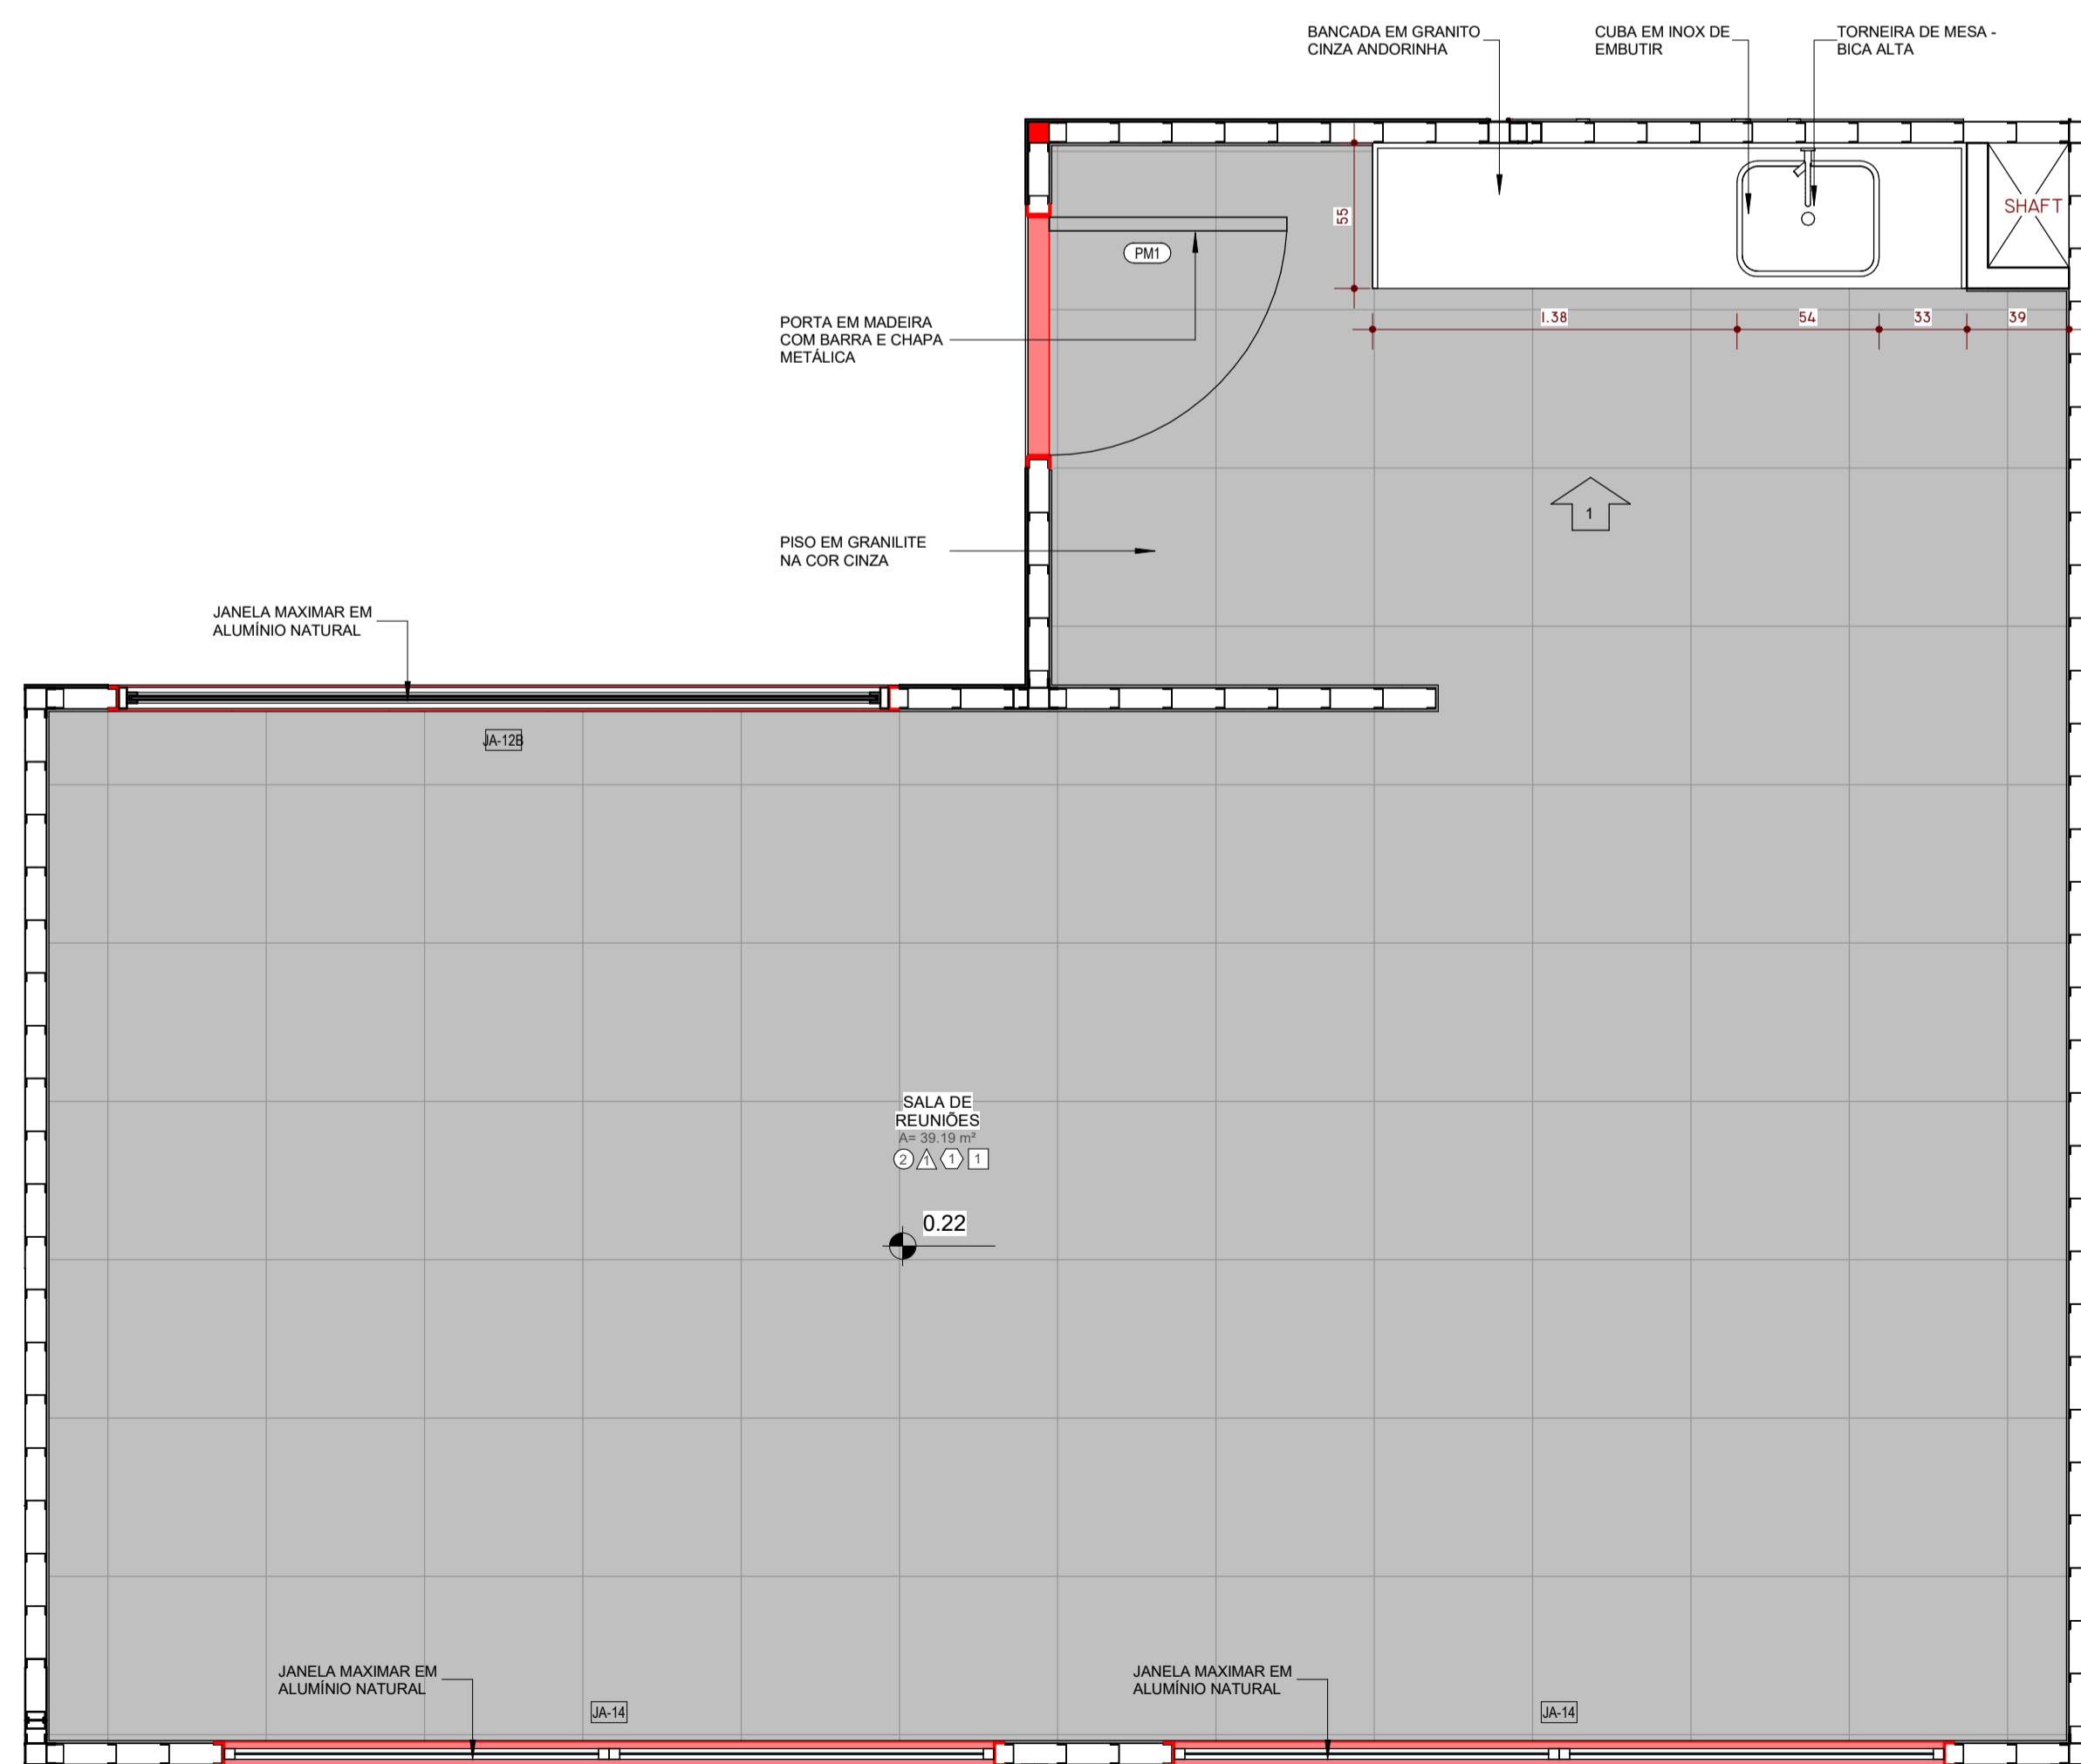 BANCADA EM GRANITO
CINZA ANDORINHA
CUBA EM INOX DE
EMBUTIR
TORNEIRA DE MESA -
BICA ALTA
SHAFT
55
PM1
1.38
54
33
39
PORTA EM MADEIRA
COM BARRA E CHAPA
METÁLICA
1
PISO EM GRANILITE
NA COR CINZA
JANELA MAXIMAR EM
ALUMÍNIO NATURAL
JA-12B
SALA DE
REUNIÕES
A= 39.19 m²
2 1 1 1
0.22
JANELA MAXIMAR EM
ALUMÍNIO NATURAL
JA-14
JANELA MAXIMAR EM
ALUMÍNIO NATURAL
JA-14